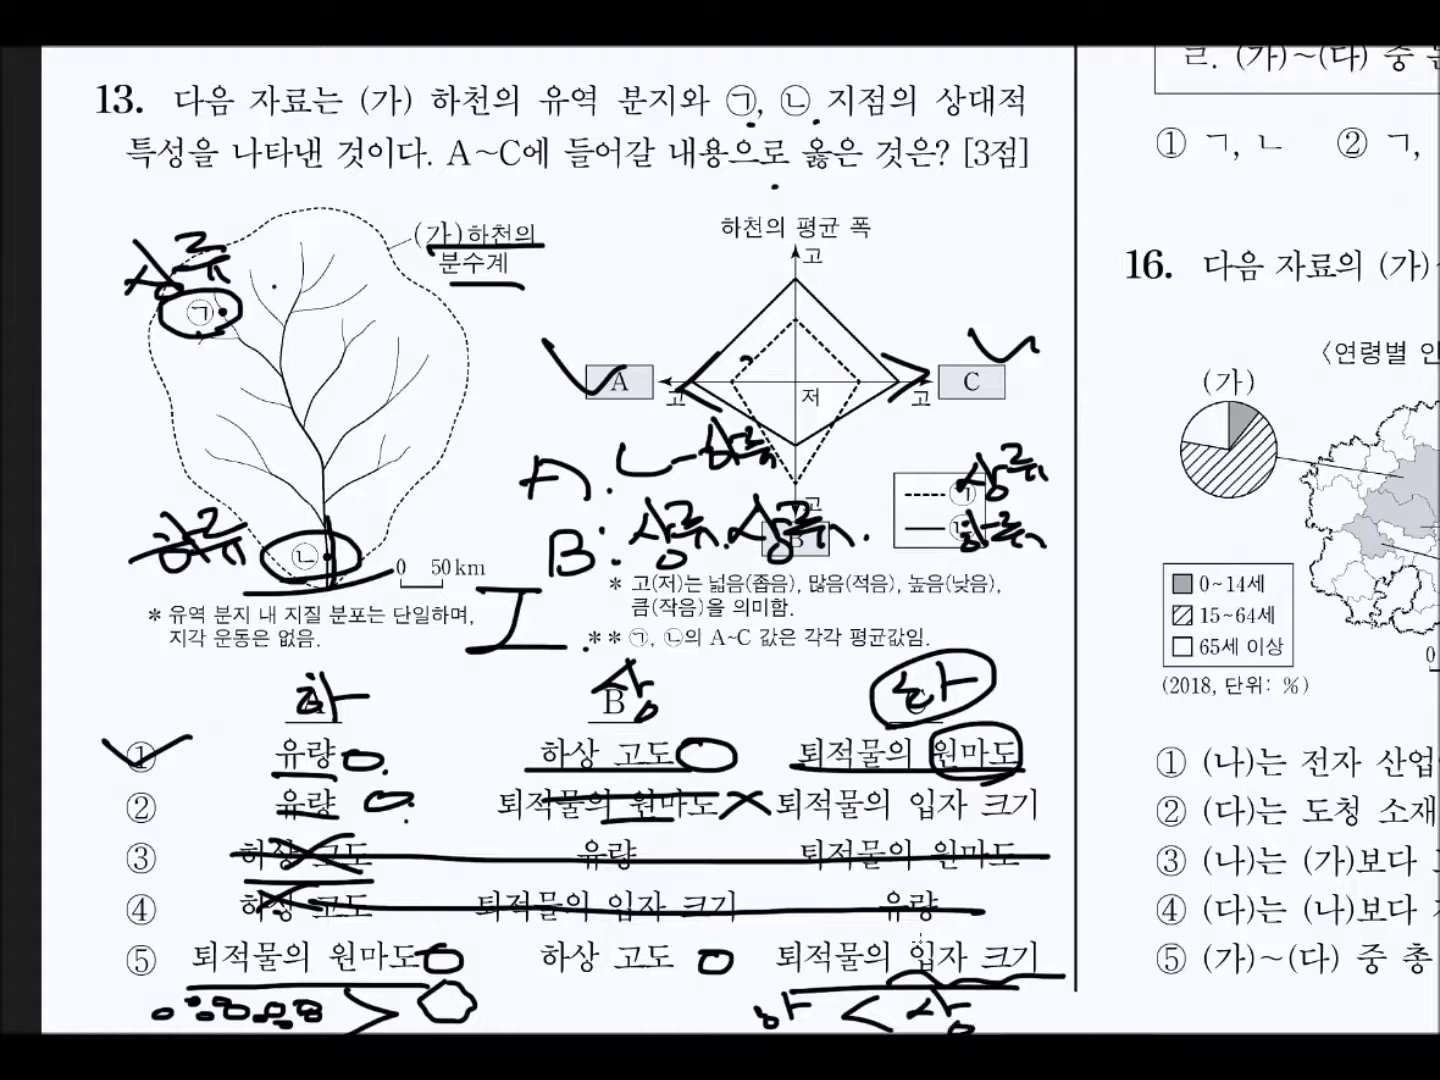 13. 다음 자료는 (가) 하천의 유역 분지와 ㉠, ㉡ 지점의 상대적
특성을 나타낸 것이다. A~C에 들어갈 내용으로 옳은 것은? [3점]
(가)하천의
분수계
상류
㉠
하류
㉡
0 50km
* 유역 분지 내 지질 분포는 단일하며,
지각 운동은 없음.
하천의 평균 폭
고
A
고
저
고
C
고
B
A. ㄴ-하류
B: 상류. 상류.
㉠ 상류
하류
* 고(저)는 넓음(좁음), 많음(적음), 높음(낮음),
큼(작음)을 의미함.
** ㉠, ㉡의 A~C 값은 각각 평균값임.
하 B 상 하
① 유량 하상 고도 퇴적물의 원마도
② 유량 퇴적물의 원마도 퇴적물의 입자 크기
③ 하상 고도 유량 퇴적물의 원마도
④ 하상 고도 퇴적물의 입자 크기 유량
⑤ 퇴적물의 원마도 하상 고도 퇴적물의 입자 크기
하 < 상
ㄹ. (가)~(다) 중
① ㄱ, ㄴ ② ㄱ,
16. 다음 자료의 (가)
〈연령별 인
(가)
0~14세
15~64세
65세 이상
(2018, 단위: %)
0
① (나)는 전자 산업
② (다)는 도청 소재
③ (나)는 (가)보다
④ (다)는 (나)보다
⑤ (가)~(다) 중 총